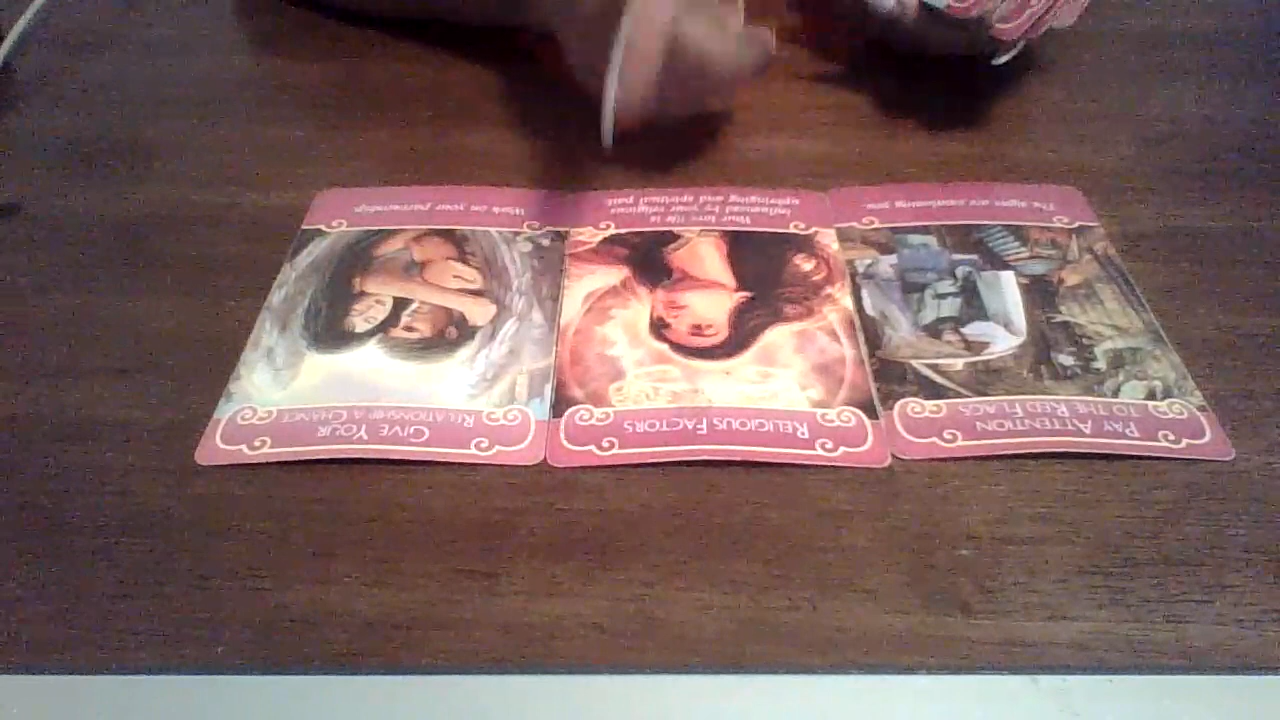 PAY ATTENTION
TO THE RED FLAGS
The signs are continuing you.
RELIGIOUS FACTORS
Your love life is
influenced by your religious
upbringing and spiritual path.
GIVE YOUR
RELATIONSHIP A CHANCE
Work on your partnership.